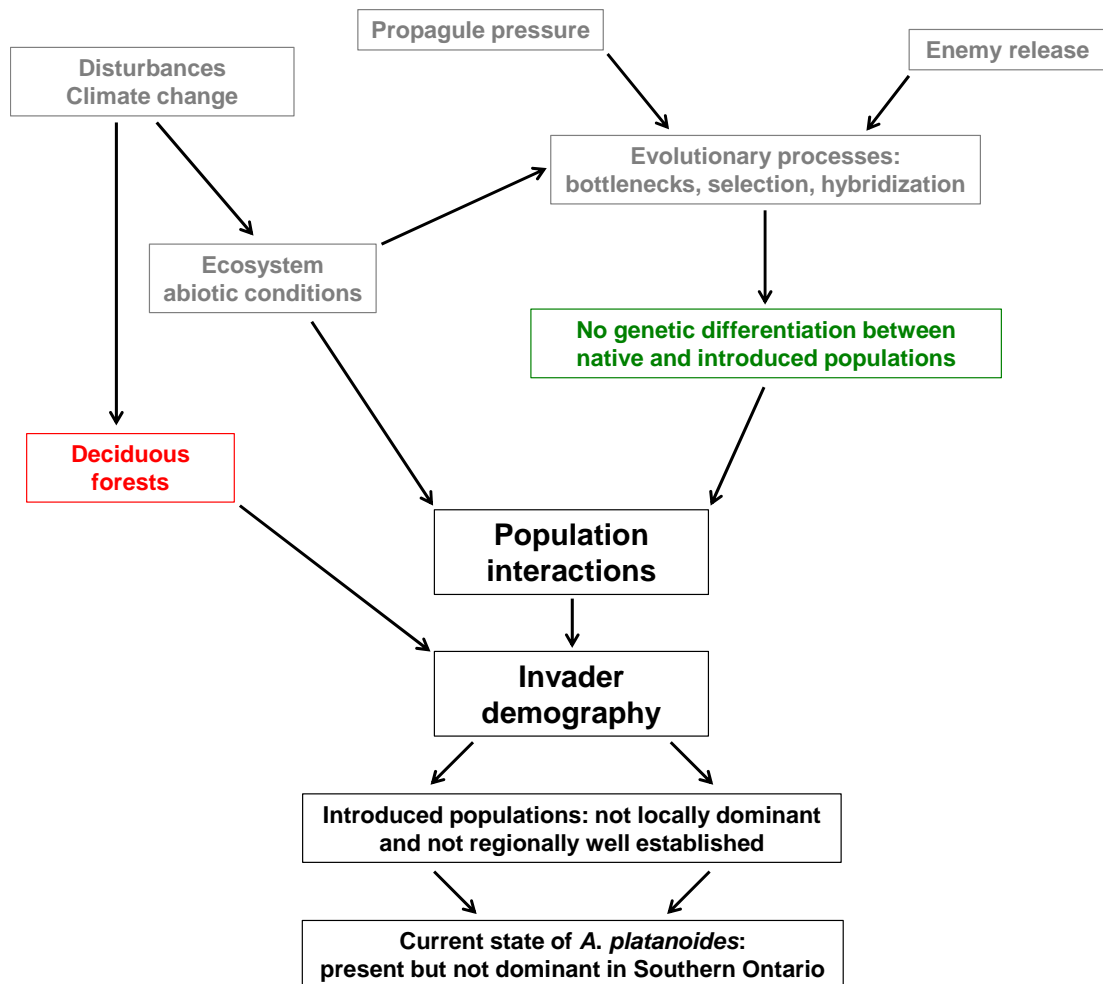 Propagule pressure
Enemy release
Disturbances
Climate change
Evolutionary processes:
bottlenecks, selection, hybridization
Ecosystem
abiotic conditions
No genetic differentiation between
native and introduced populations
Deciduous
forests
Population
interactions
Invader
demography
Introduced populations: not locally dominant
and not regionally well established
Current state of A. platanoides:
present but not dominant in Southern Ontario